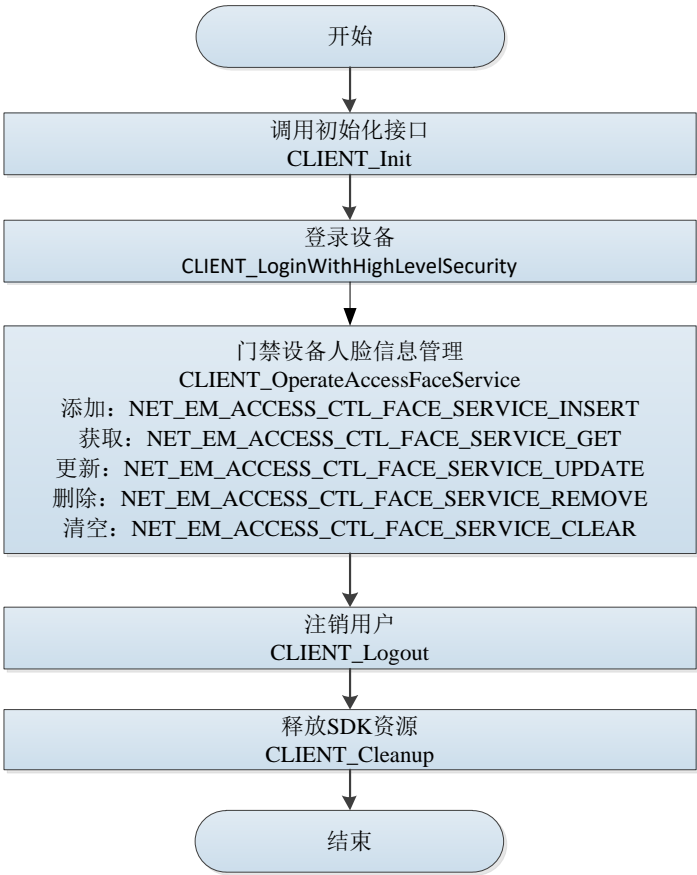 开始
调用初始化接口
CLIENT_Init
登录设备
CLIENT_LoginWithHighLevelSecurity
门禁设备人脸信息管理
CLIENT_OperateAccessFaceService
添加：NET_EM_ACCESS_CTL_FACE_SERVICE_INSERT
获取：NET_EM_ACCESS_CTL_FACE_SERVICE_GET
更新：NET_EM_ACCESS_CTL_FACE_SERVICE_UPDATE
删除：NET_EM_ACCESS_CTL_FACE_SERVICE_REMOVE
清空：NET_EM_ACCESS_CTL_FACE_SERVICE_CLEAR
注销用户
CLIENT_Logout
释放SDK资源
CLIENT_Cleanup
结束